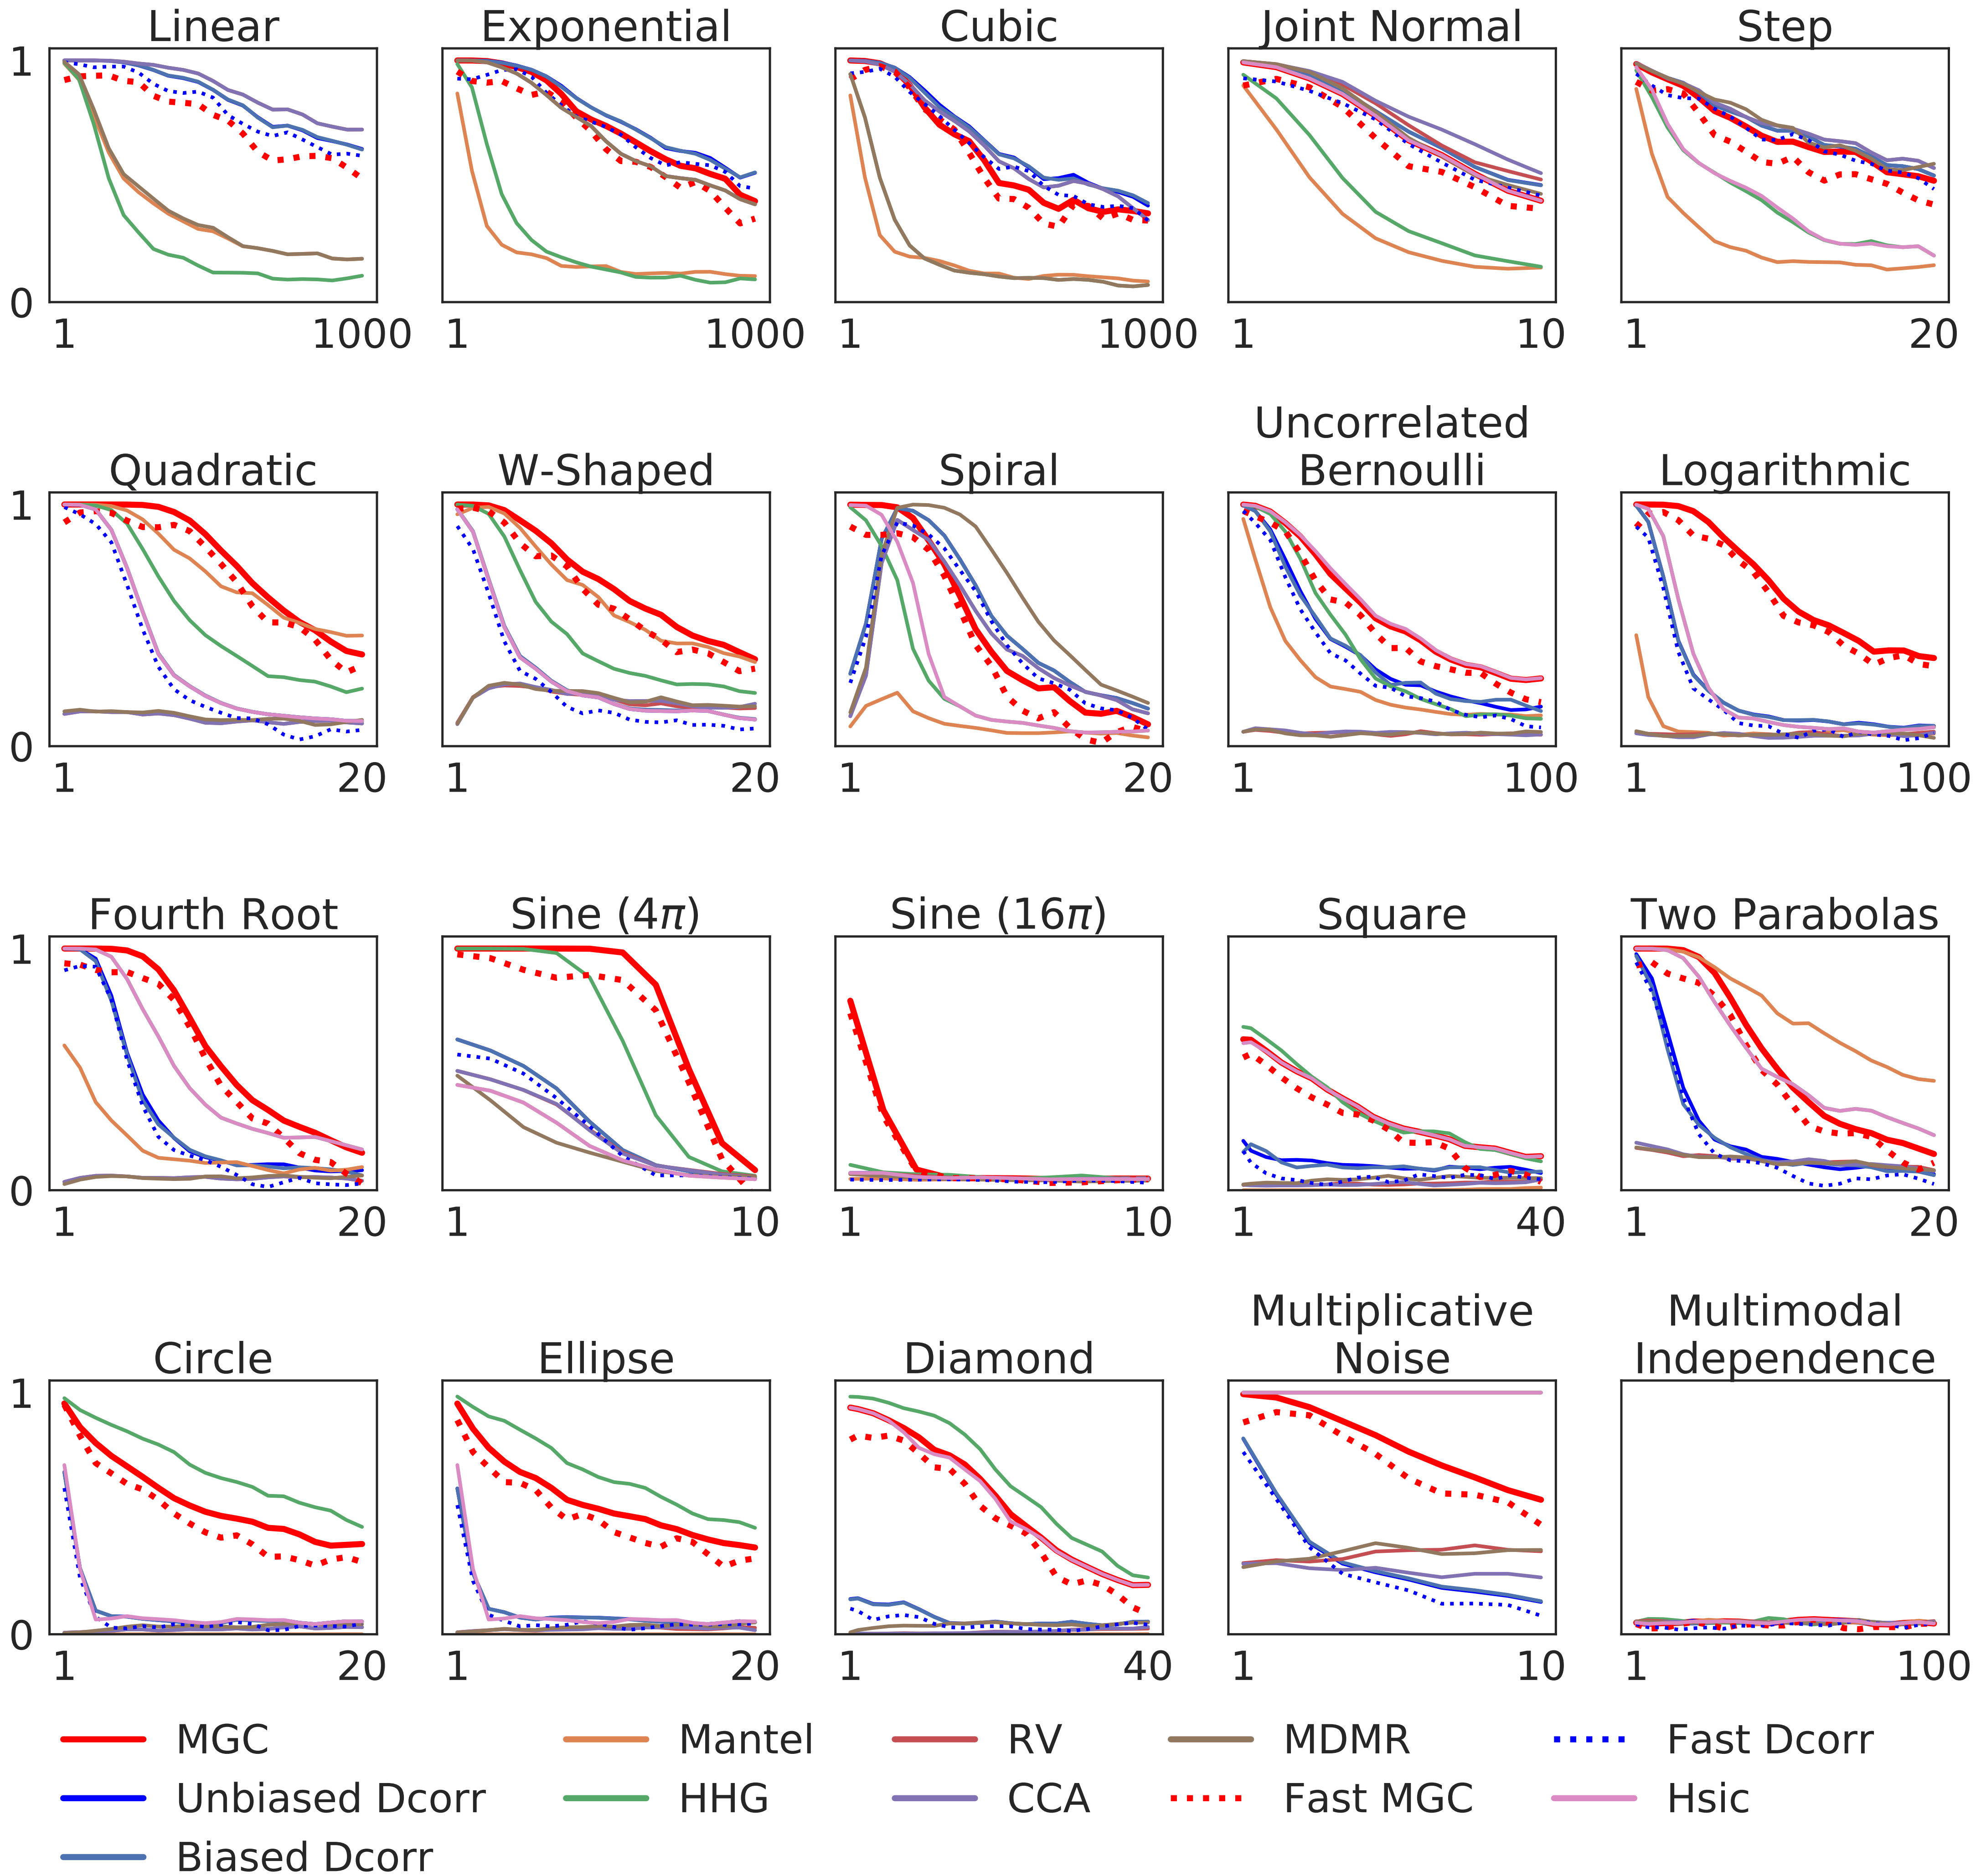 Linear Exponential Cubic Joint Normal Step
1
0
1 1000 1 1000 1 1000 1 10 1 20
Uncorrelated
Quadratic W-Shaped Spiral Bernoulli Logarithmic
1
0
1 20 1 20 1 20 1 100 1 100
Fourth Root Sine (4π) Sine (16π) Square Two Parabolas
1
0
1 20 1 10 1 10 1 40 1 20
Multiplicative Multimodal
Circle Ellipse Diamond Noise Independence
1
0
1 20 1 20 1 40 1 10 1 100
MGC Mantel RV MDMR Fast Dcorr
Unbiased Dcorr HHG CCA Fast MGC Hsic
Biased Dcorr